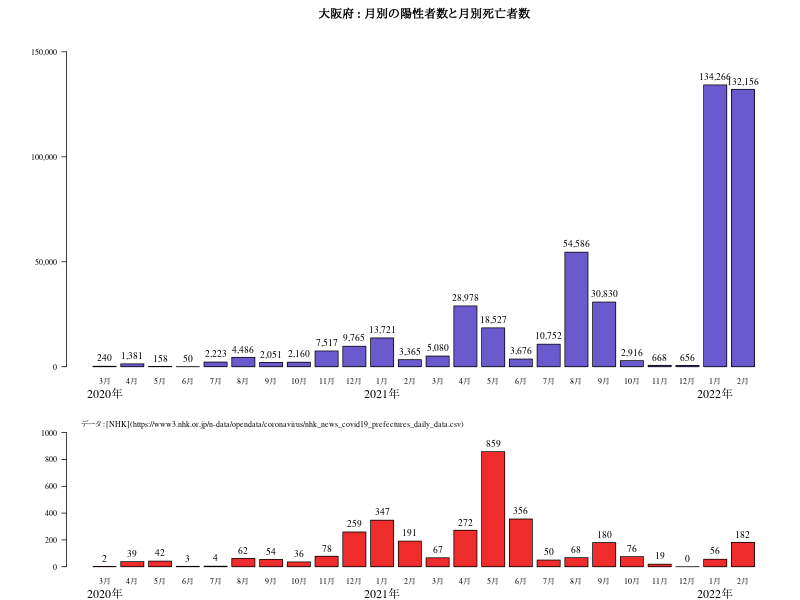 大阪府 : 月別の陽性者数と月別死亡者数
150,000
100,000
50,000
0
240 1,381 158 50 2,223 4,486 2,051 2,160 7,517 9,765 13,721 3,365 5,080 28,978 18,527 3,676 10,752 54,586 30,830 2,916 668 656 134,266 132,156
3月 4月 5月 6月 7月 8月 9月 10月 11月 12月 1月 2月 3月 4月 5月 6月 7月 8月 9月 10月 11月 12月 1月 2月
2020年 2021年 2022年
データ : [NHK](https://www3.nhk.or.jp/n-data/opendata/coronavirus/nhk_news_covid19_prefectures_daily_data.csv)
1000
800
600
400
200
0
2 39 42 3 4 62 54 36 78 259 347 191 67 272 859 356 50 68 180 76 19 0 56 182
3月 4月 5月 6月 7月 8月 9月 10月 11月 12月 1月 2月 3月 4月 5月 6月 7月 8月 9月 10月 11月 12月 1月 2月
2020年 2021年 2022年